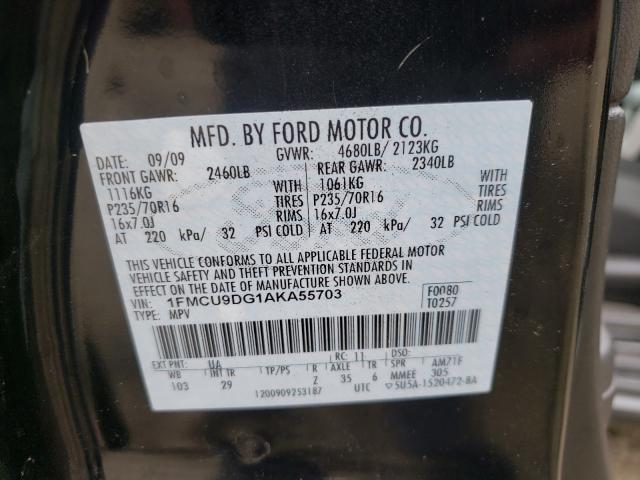 MFD. BY FORD MOTOR CO.
DATE: 09/09 GVWR: 4680LB/ 2123KG
FRONT GAWR: 2460LB REAR GAWR: 2340LB
1116KG WITH 1061KG WITH
P235/70R16 TIRES P235/70R16 TIRES
16x7.0J RIMS 16x7.0J RIMS
AT 220 kPa/ 32 PSI COLD AT 220 kPa/ 32 PSI COLD
THIS VEHICLE CONFORMS TO ALL APPLICABLE FEDERAL MOTOR
VEHICLE SAFETY AND THEFT PREVENTION STANDARDS IN
EFFECT ON THE DATE OF MANUFACTURE SHOWN ABOVE.
VIN: 1FMCU9DG1AKA55703 F0080
TYPE: MPV T0257
EXT PNT: UA RC: 11 DSO:
WB INT TR TP/PS R AXLE TR SPR AM71F
103 29 Z 35 6 MMEE 305
1200909253187 UTC 5U5A-1520472-BA